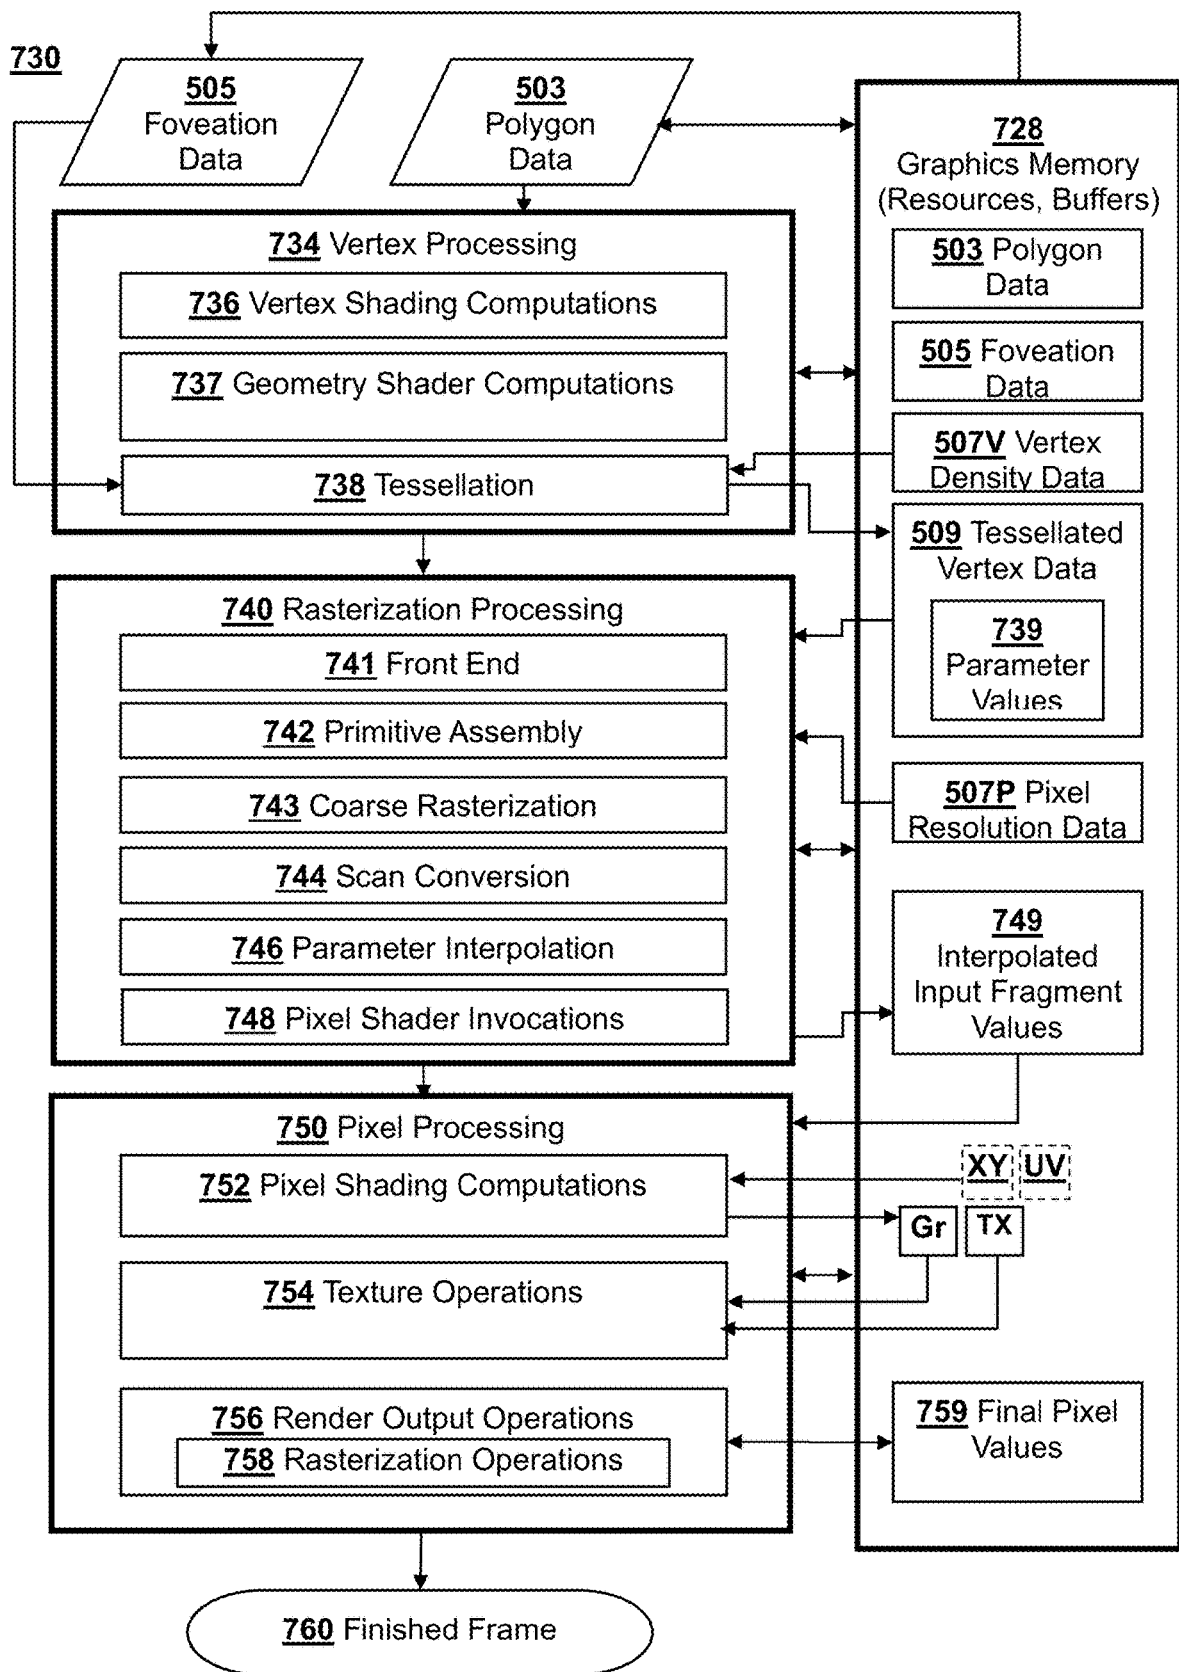 730
505
Foveation
Data
503
Polygon
Data
734 Vertex Processing
736 Vertex Shading Computations
737 Geometry Shader Computations
738 Tessellation
740 Rasterization Processing
741 Front End
742 Primitive Assembly
743 Coarse Rasterization
744 Scan Conversion
746 Parameter Interpolation
748 Pixel Shader Invocations
750 Pixel Processing
752 Pixel Shading Computations
754 Texture Operations
756 Render Output Operations
758 Rasterization Operations
760 Finished Frame
728
Graphics Memory
(Resources, Buffers)
503 Polygon
Data
505 Foveation
Data
507V Vertex
Density Data
509 Tessellated
Vertex Data
739
Parameter
Values
507P Pixel
Resolution Data
749
Interpolated
Input Fragment
Values
XY UV
Gr TX
759 Final Pixel
Values